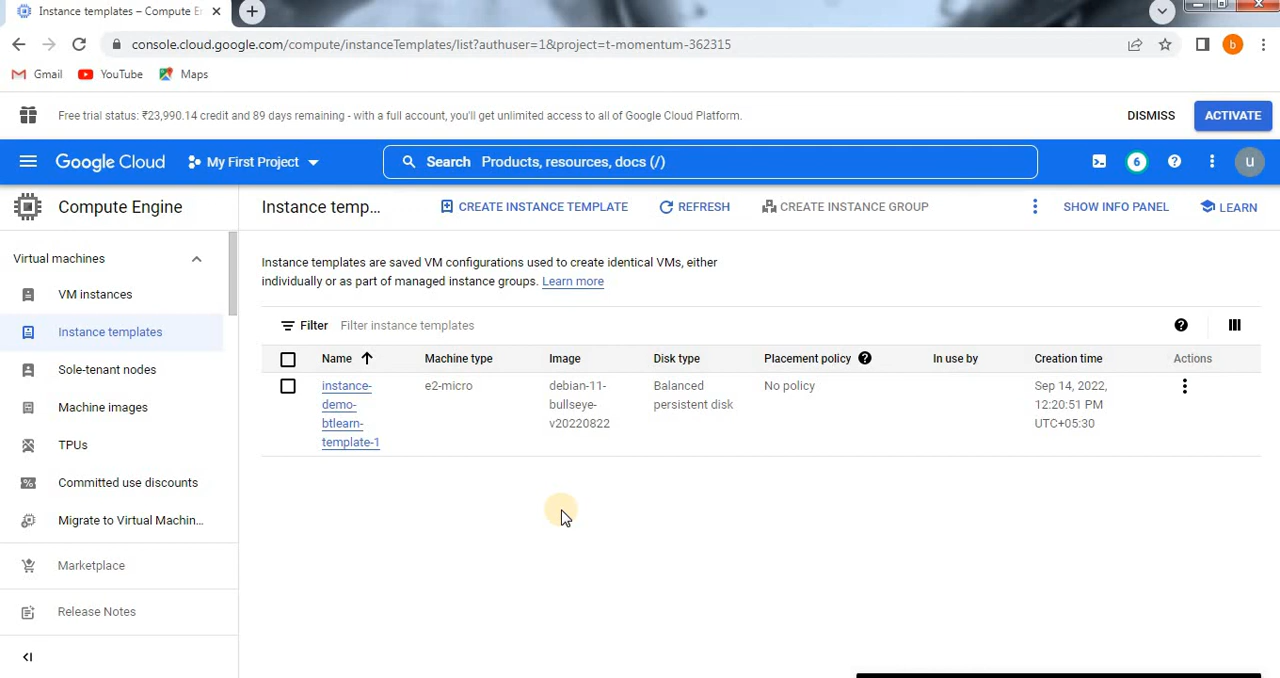 Instance templates – Compute E
console.cloud.google.com/compute/instanceTemplates/list?authuser=1&project=t-momentum-362315
b
Gmail YouTube Maps
Free trial status: ₹23,990.14 credit and 89 days remaining - with a full account, you'll get unlimited access to all of Google Cloud Platform.
DISMISS ACTIVATE
Google Cloud My First Project Search Products, resources, docs (/) 6 u
Compute Engine
Instance temp... CREATE INSTANCE TEMPLATE REFRESH CREATE INSTANCE GROUP SHOW INFO PANEL LEARN
Virtual machines
VM instances
Instance templates
Sole-tenant nodes
Machine images
TPUs
Committed use discounts
Migrate to Virtual Machin...
Marketplace
Release Notes
Instance templates are saved VM configurations used to create identical VMs, either
individually or as part of managed instance groups. Learn more
Filter Filter instance templates
Name Machine type Image Disk type Placement policy In use by Creation time Actions
instance-
demo-
btlearn-
template-1
e2-micro
debian-11-
bullseye-
v20220822
Balanced
persistent disk
No policy
Sep 14, 2022,
12:20:51 PM
UTC+05:30